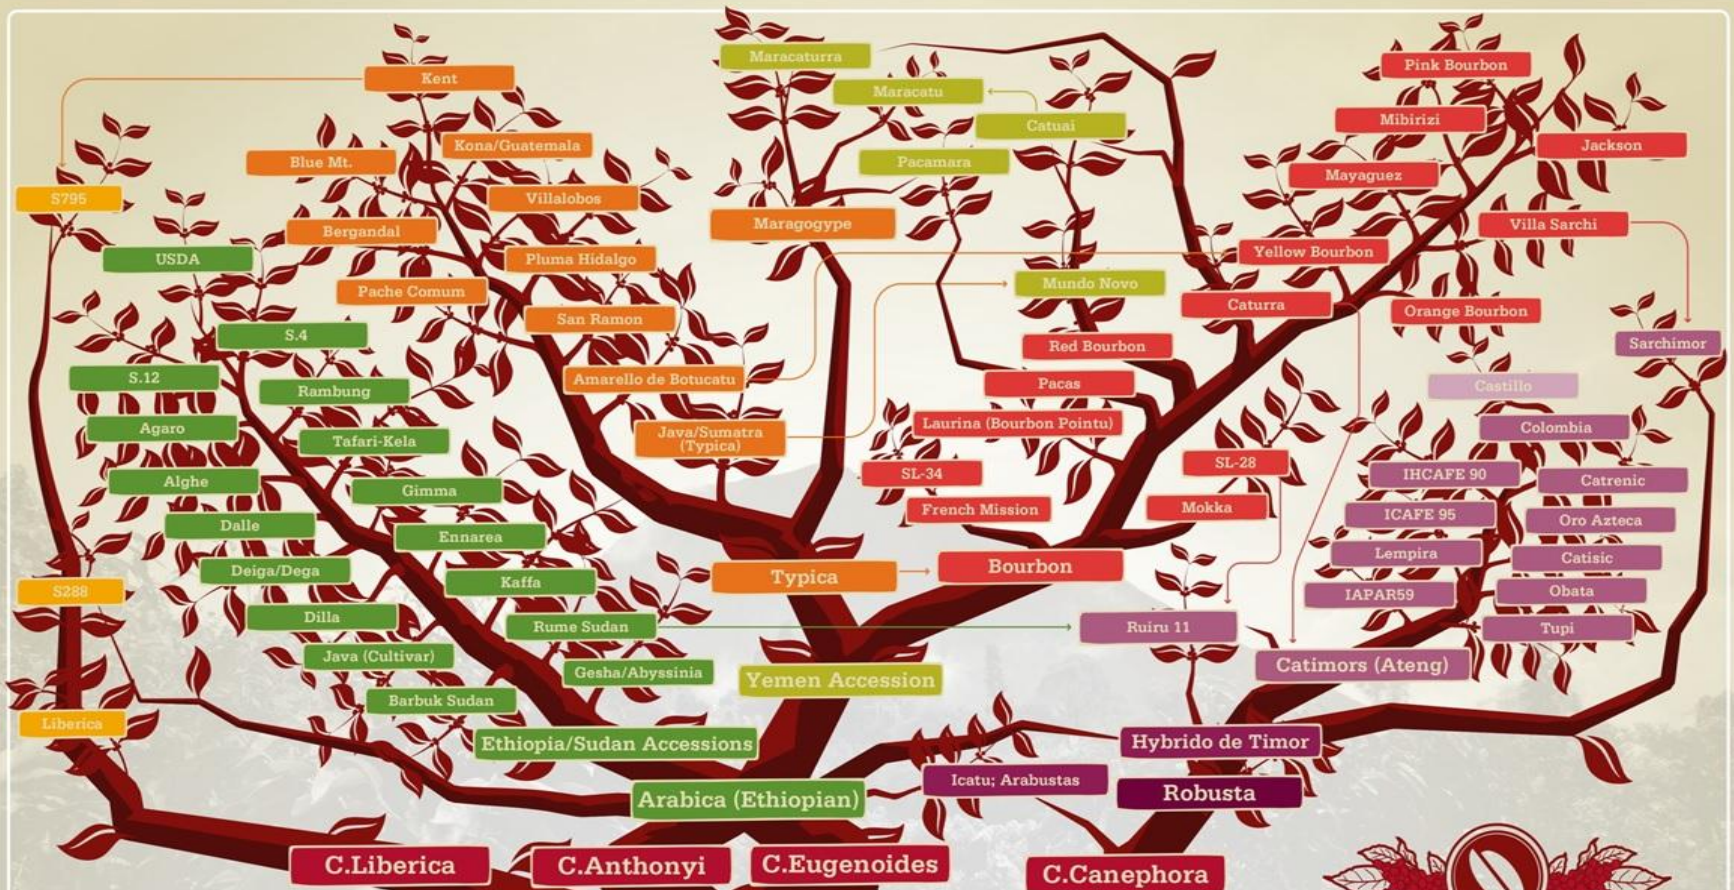 Kent
Maracaturra
Pink Bourbon
Maracatu
Catuai
Mibirizi
Blue Mt.
Kona/Guatemala
Pacamara
Jackson
S795
Villalobos
Mayaguez
Bergandal
Maragogype
Villa Sarchi
USDA
Pluma Hidalgo
Yellow Bourbon
Pache Comum
Mundo Novo
Caturra
San Ramon
Orange Bourbon
S.4
Red Bourbon
Sarchimor
S.12
Rambung
Amarello de Botucatu
Pacas
Castillo
Agaro
Tafari-Kela
Java/Sumatra
(Typica)
Laurina (Bourbon Pointu)
Colombia
Alghe
Gimma
SL-34
SL-28
IHCAFE 90
Catrenic
Dalle
Ennarea
French Mission
Mokka
ICAFE 95
Oro Azteca
Deiga/Dega
Kaffa
Typica
Bourbon
Lempira
Catisic
S288
IAPAR59
Obata
Dilla
Rume Sudan
Ruiru 11
Tupi
Java (Cultivar)
Gesha/Abyssinia
Yemen Accession
Catimors (Ateng)
Barbuk Sudan
Liberica
Ethiopia/Sudan Accessions
Hybrido de Timor
Arabica (Ethiopian)
Icatu; Arabustas
Robusta
C.Liberica
C.Anthonyi
C.Eugenoides
C.Canephora